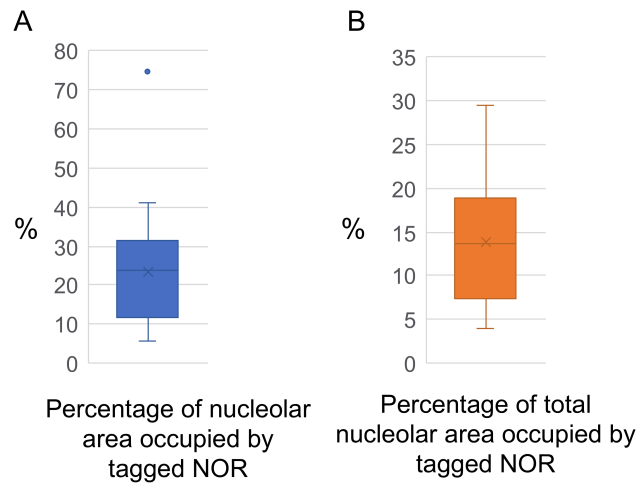 A
80
70
60
50
40
30
20
10
0
%
Percentage of nucleolar
area occupied by
tagged NOR
B
35
30
25
20
15
10
5
0
%
Percentage of total
nucleolar area occupied by
tagged NOR